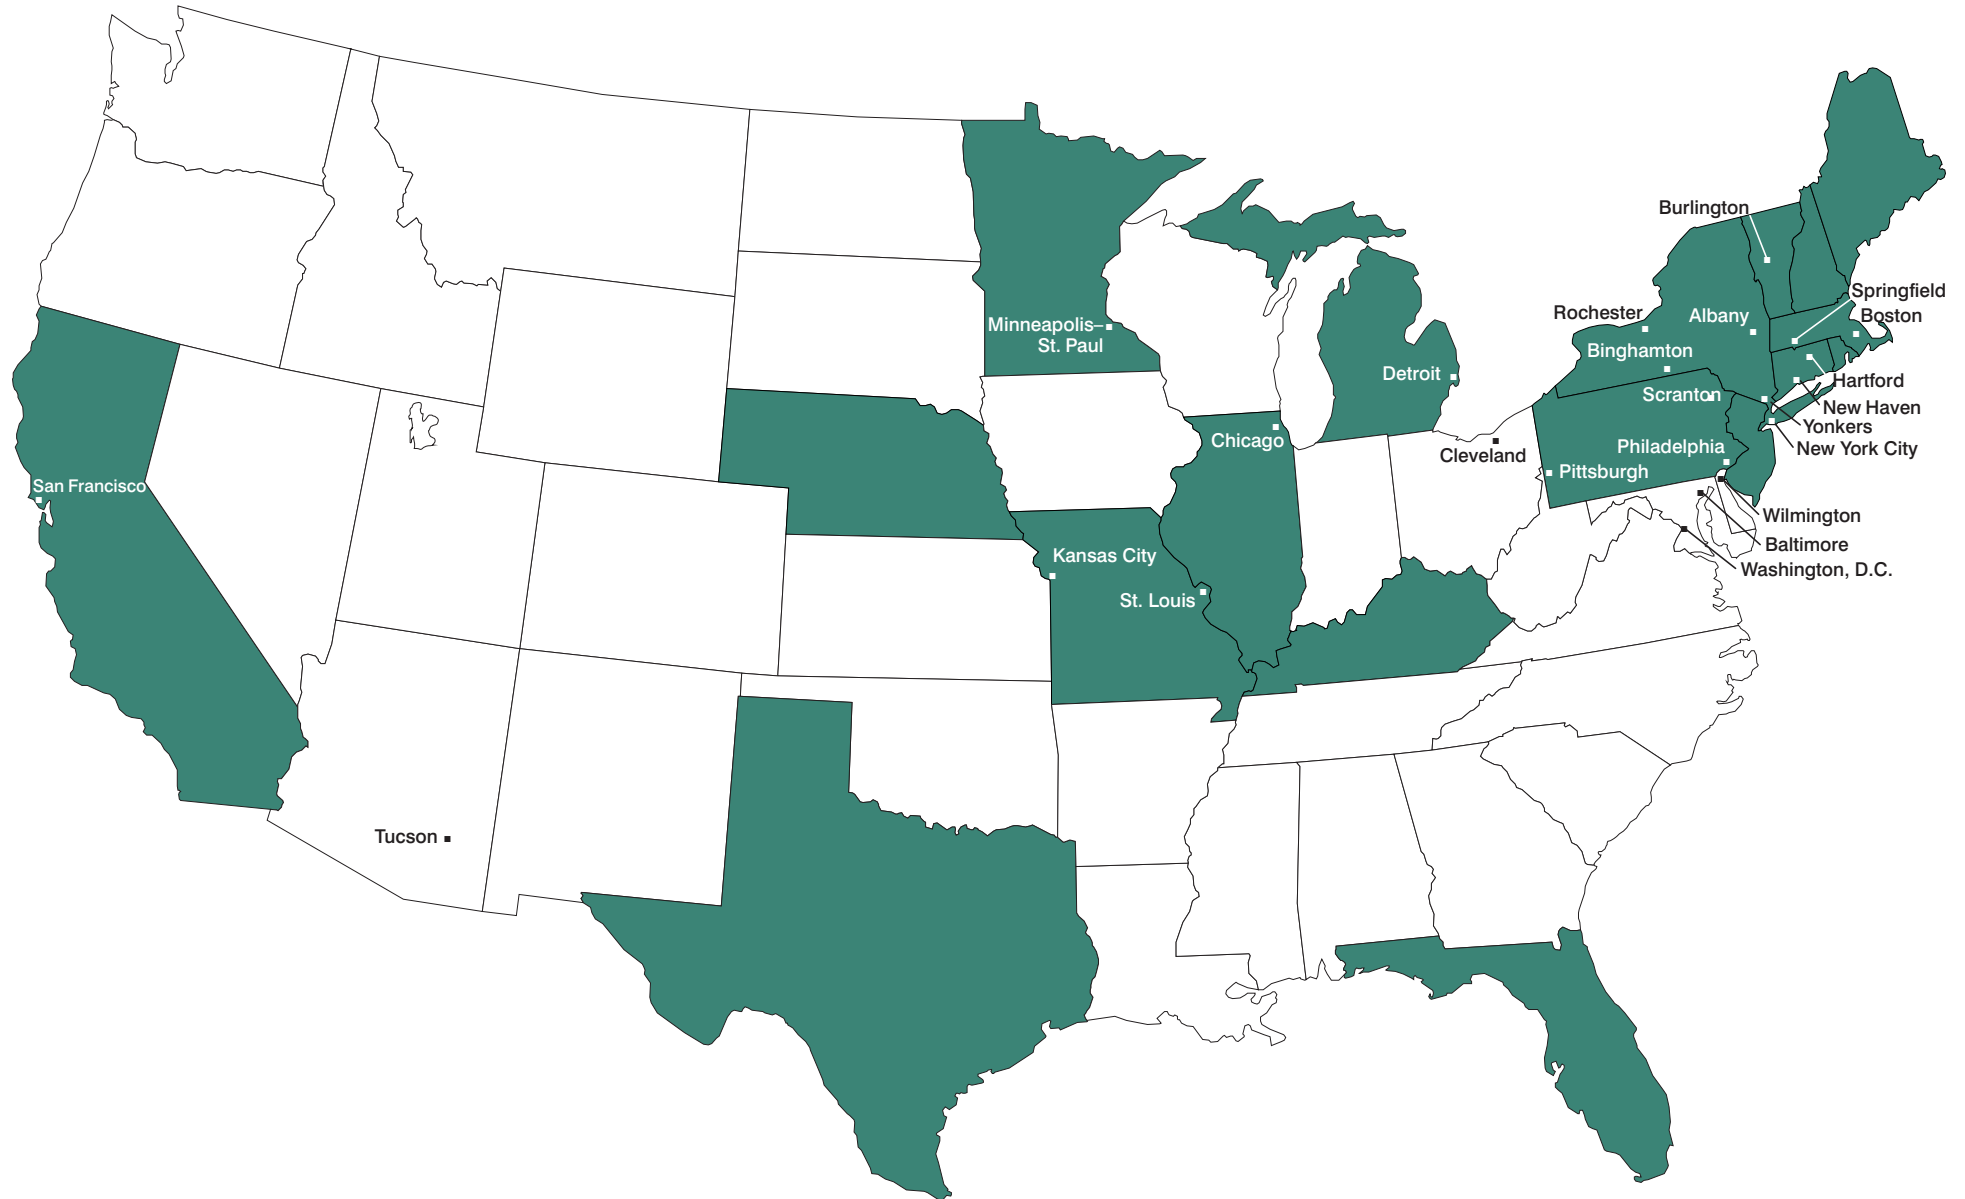 Burlington
Springfield
Rochester
Albany
Boston
Minneapolis–
St. Paul
Binghamton
Detroit
Hartford
Scranton
New Haven
Yonkers
Chicago
Cleveland
Philadelphia
New York City
Pittsburgh
San Francisco
Wilmington
Baltimore
Kansas City
Washington, D.C.
St. Louis
Tucson